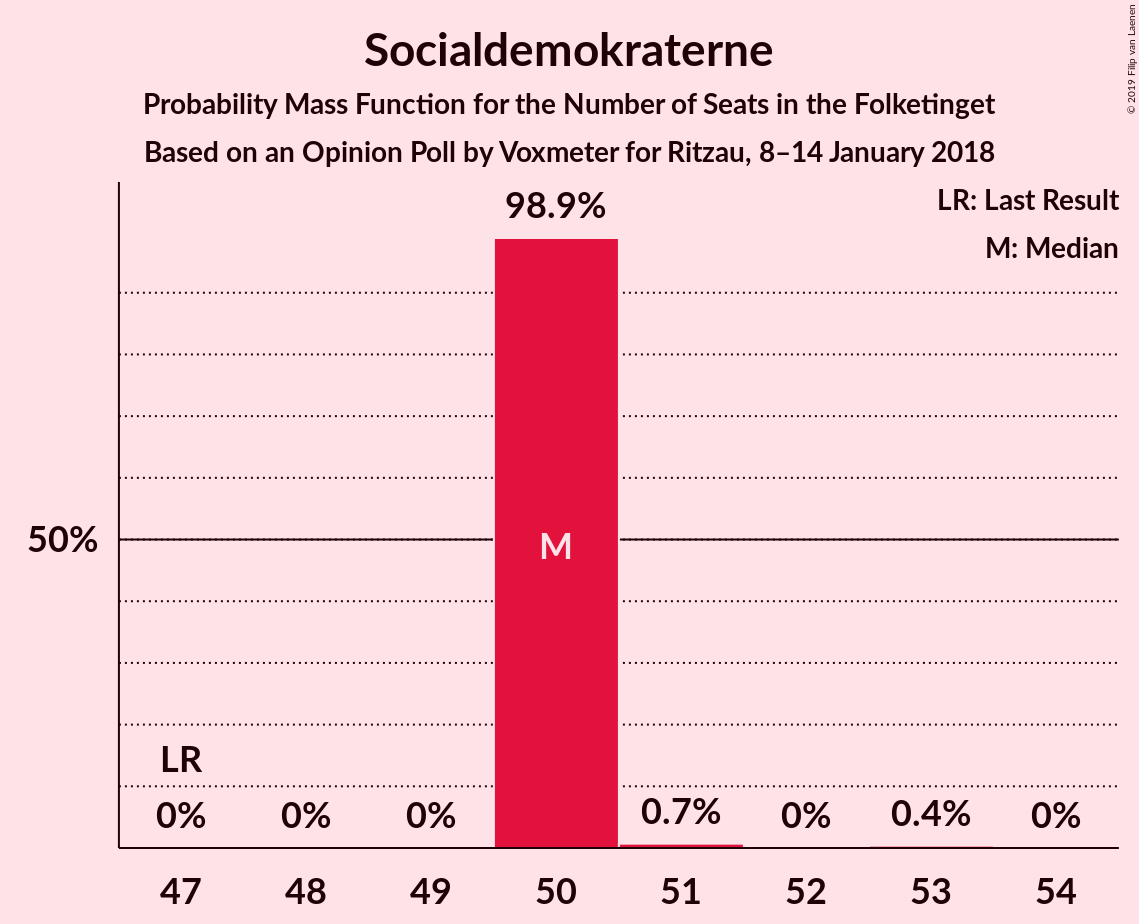 Socialdemokraterne
Probability Mass Function for the Number of Seats in the Folketinget
Based on an Opinion Poll by Voxmeter for Ritzau, 8–14 January 2018
© 2019 Filip van Laenen
LR: Last Result
M: Median
98.9%
50%
M
LR
0% 0% 0% 0.7% 0% 0.4% 0%
47 48 49 50 51 52 53 54